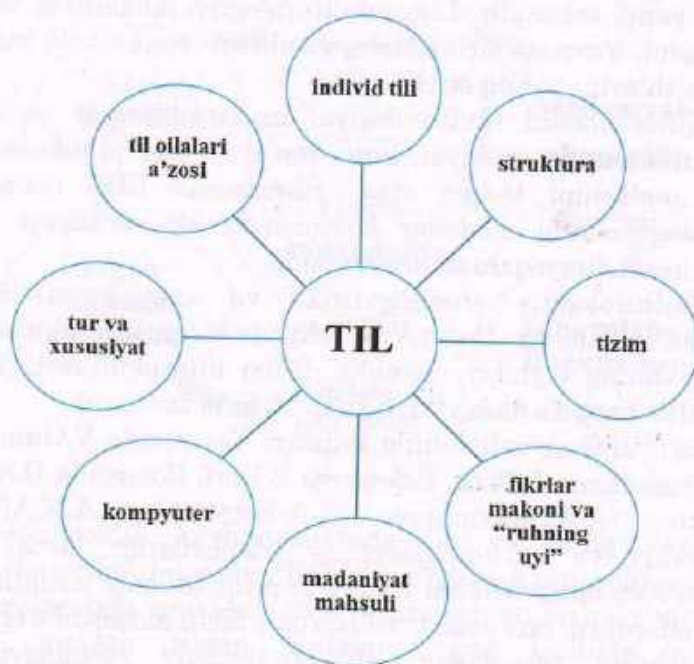 individ tili
til oilalari
a'zosi
struktura
tur va
xususiyat
TIL
tizim
kompyuter
fikrlar
makoni va
“ruhning
uyi”
madaniyat
mahsuli